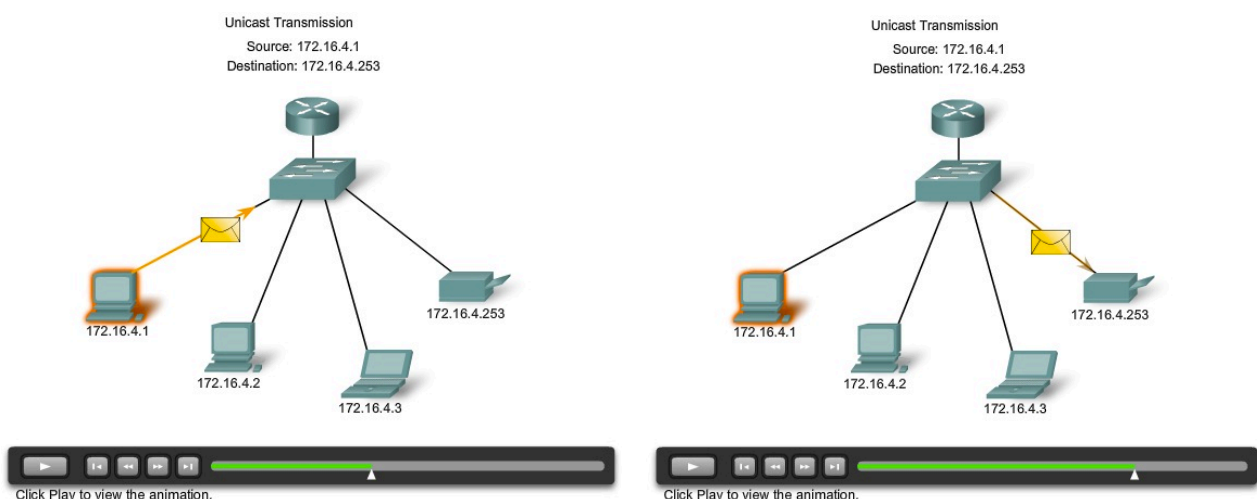 Unicast Transmission
Source: 172.16.4.1
Destination: 172.16.4.253
172.16.4.1
172.16.4.253
172.16.4.2
172.16.4.3
Click Play to view the animation.
Unicast Transmission
Source: 172.16.4.1
Destination: 172.16.4.253
172.16.4.1
172.16.4.253
172.16.4.2
172.16.4.3
Click Play to view the animation.